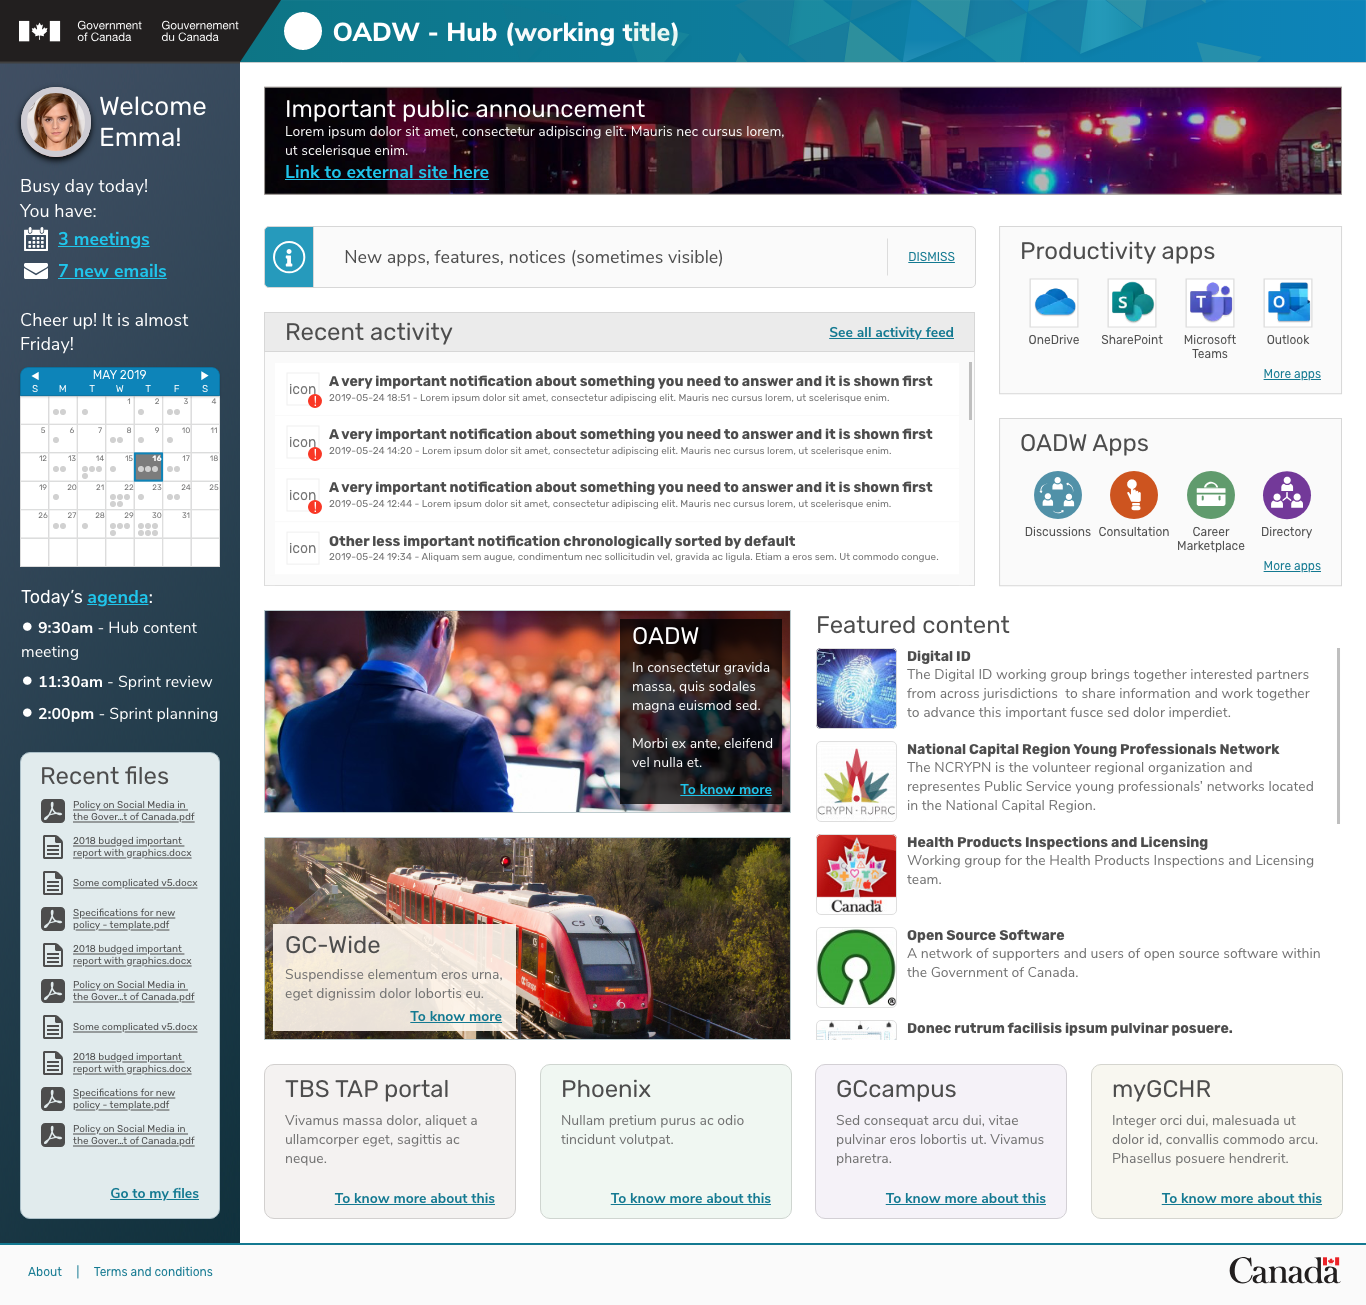 Government
of Canada
Gouvernement
du Canada
OADW - Hub (working title)
Welcome
Emma!
Busy day today!
You have:
3 meetings
7 new emails
Cheer up! It is almost
Friday!
MAY 2019
S M T W T F S
1 2 3 4
5 6 7 8 9 10 11
12 13 14 15 16 17 18
19 20 21 22 23 24 25
26 27 28 29 30 31
Today's agenda:
9:30am - Hub content
meeting
11:30am - Sprint review
2:00pm - Sprint planning
Recent files
Policy on Social Media in
the Gover...t of Canada.pdf
2018 budged important
report with graphics.docx
Some complicated v5.docx
Specifications for new
policy - template.pdf
2018 budged important
report with graphics.docx
Policy on Social Media in
the Gover...t of Canada.pdf
Some complicated v5.docx
2018 budged important
report with graphics.docx
Specifications for new
policy - template.pdf
Policy on Social Media in
the Gover...t of Canada.pdf
Go to my files
Important public announcement
Lorem ipsum dolor sit amet, consectetur adipiscing elit. Mauris nec cursus lorem,
ut scelerisque enim.
Link to external site here
New apps, features, notices (sometimes visible)
DISMISS
Recent activity
See all activity feed
icon
A very important notification about something you need to answer and it is shown first
2019-05-24 18:51 - Lorem ipsum dolor sit amet, consectetur adipiscing elit. Mauris nec cursus lorem, ut scelerisque enim.
icon
A very important notification about something you need to answer and it is shown first
2019-05-24 14:20 - Lorem ipsum dolor sit amet, consectetur adipiscing elit. Mauris nec cursus lorem, ut scelerisque enim.
icon
A very important notification about something you need to answer and it is shown first
2019-05-24 12:44 - Lorem ipsum dolor sit amet, consectetur adipiscing elit. Mauris nec cursus lorem, ut scelerisque enim.
icon
Other less important notification chronologically sorted by default
2019-05-24 19:34 - Aliquam sem augue, condimentum nec sollicitudin vel, gravida ac ligula. Etiam a eros sem. Ut commodo congue.
Productivity apps
S
T
O
OneDrive
SharePoint
Microsoft
Teams
Outlook
More apps
OADW Apps
Discussions
Consultation
Career
Marketplace
Directory
More apps
OADW
In consectetur gravida
massa, quis sodales
magna euismod sed.
Morbi ex ante, eleifend
vel nulla et.
To know more
C5
GC-Wide
Suspendisse elementum eros urna,
eget dignissim dolor lobortis eu.
To know more
Featured content
Digital ID
The Digital ID working group brings together interested partners
from across jurisdictions  to share information and work together
to advance this important fusce sed dolor imperdiet.
CRYPN · RJPRC
National Capital Region Young Professionals Network
The NCRYPN is the volunteer regional organization and
representes Public Service young professionals' networks located
in the National Capital Region.
Canada
Health Products Inspections and Licensing
Working group for the Health Products Inspections and Licensing
team.
®
Open Source Software
A network of supporters and users of open source software within
the Government of Canada.
Donec rutrum facilisis ipsum pulvinar posuere.
TBS TAP portal
Vivamus massa dolor, aliquet a
ullamcorper eget, sagittis ac
neque.
To know more about this
Phoenix
Nullam pretium purus ac odio
tincidunt volutpat.
To know more about this
GCcampus
Sed consequat arcu dui, vitae
pulvinar eros lobortis ut. Vivamus
pharetra.
To know more about this
myGCHR
Integer orci dui, malesuada ut
dolor id, convallis commodo arcu.
Phasellus posuere hendrerit.
To know more about this
About | Terms and conditions
Canada